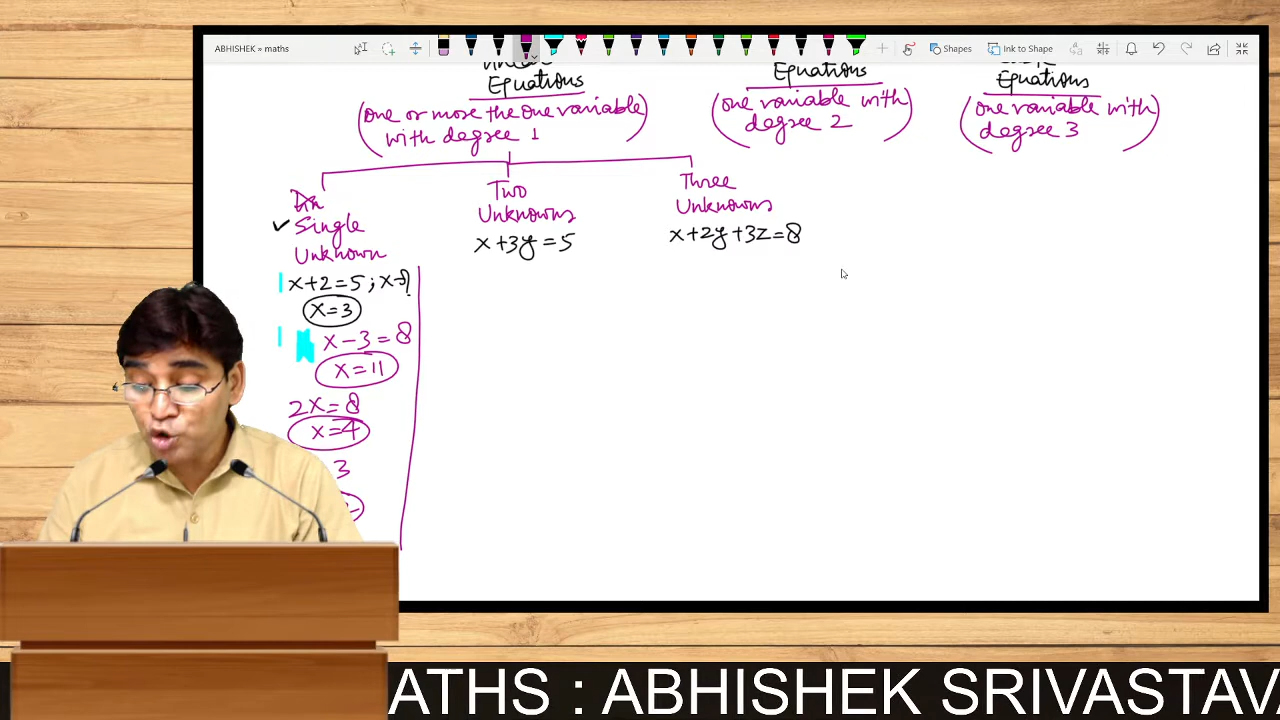 ABHISHEK » maths
Shapes
Ink to Shape
Equations
(one or more the one variable
with degree 1)
Equations
(one variable with
degree 2)
Equations
(one variable with
degree 3)
Single
Unknown
x+2=5; x=?
x=3
x-3=8
x=11
2x=8
x=4
3
Two
Unknowns
x+3y=5
Three
Unknowns
x+2y+3z=8
ATHS : ABHISHEK SRIVASTAV